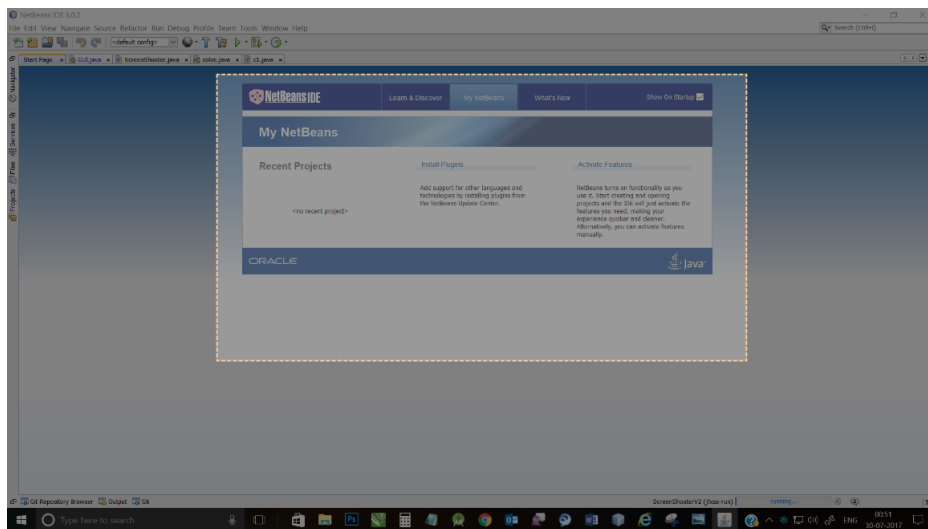 NetBeans IDE 8.0.2
File Edit View Navigate Source Refactor Run Debug Profile Team Tools Window Help
Search (Ctrl+I)
<default config>
Start Page GUI.java ScreenShooter.java solve.java c1.java
Navigator
Services
Files
Projects
NetBeans IDE
Learn & Discover My NetBeans What's New Show On Startup
My NetBeans
Recent Projects
<no recent project>
Install Plugins
Add support for other languages and
technologies by installing plugins from
the NetBeans Update Center.
Activate Features
NetBeans turns on functionality as you
use it. Start creating and opening
projects and the IDE will just activate the
features you need, making your
experience quicker and cleaner.
Alternatively, you can activate features
manually.
ORACLE
Java
Git Repository Browser Output Git
ScreenShooterV2 (jfxsa-run) running...
Type here to search
ENG
00:51
30-07-2017